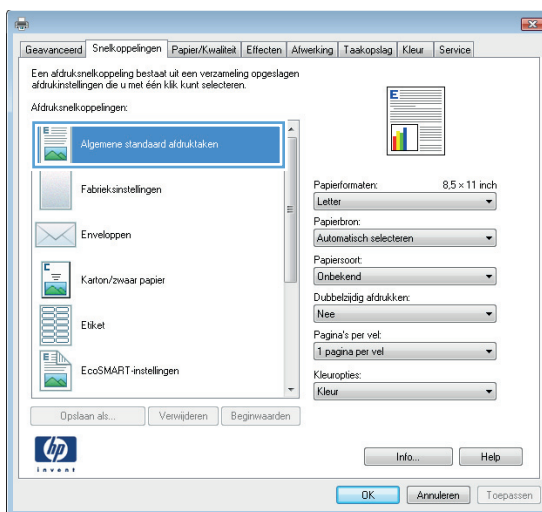 Geavanceerd Snelkoppelingen Papier/Kwaliteit Effecten Afwerking Taakopslag Kleur Service
Een afdruksnelkoppeling bestaat uit een verzameling opgeslagen
afdrukinstellingen die u met één klik kunt selecteren.
Afdruksnelkoppelingen:
E
Algemene standaard afdruktaken
Fabrieksinstellingen
Enveloppen
C
Karton/zwaar papier
Etiket
E
EcoSMART-instellingen
Opslaan als... Verwijderen Beginwaarden
E
Papierformaten: 8,5 × 11 inch
Letter
Papierbron:
Automatisch selecteren
Papiersoort:
Onbekend
Dubbelzijdig afdrukken:
Nee
Pagina's per vel:
1 pagina per vel
Kleuropties:
Kleur
hp
invent
Info... Help
OK Annuleren Toepassen